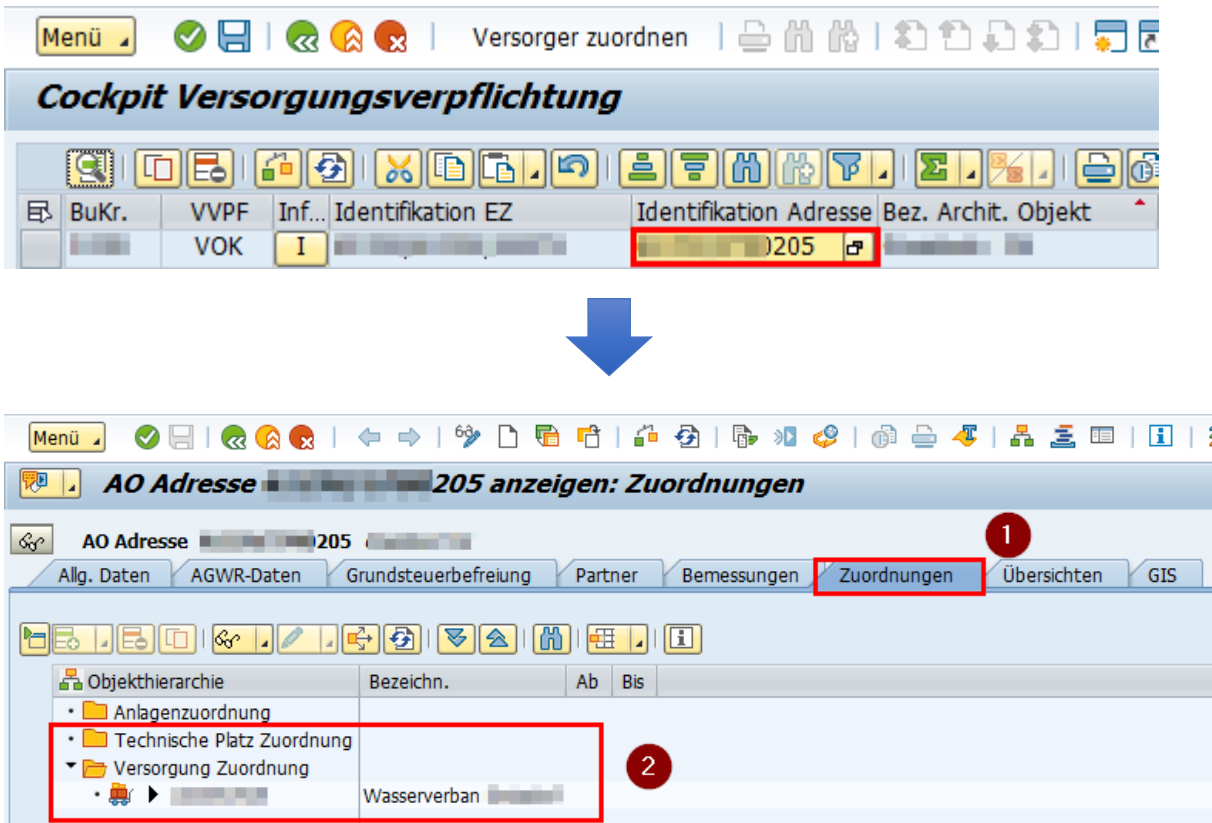 Menü Versorger zuordnen
Cockpit Versorgungsverpflichtung
BuKr. VVPF Inf... Identifikation EZ Identifikation Adresse Bez. Archit. Objekt
VOK I 0205
Menü
AO Adresse 205 anzeigen: Zuordnungen
1
AO Adresse 205
Allg. Daten AGWR-Daten Grundsteuerbefreiung Partner Bemessungen Zuordnungen Übersichten GIS
Objekthierarchie Bezeichn. Ab Bis
Anlagenzuordnung
Technische Platz Zuordnung
Versorgung Zuordnung
2
Wasserverban